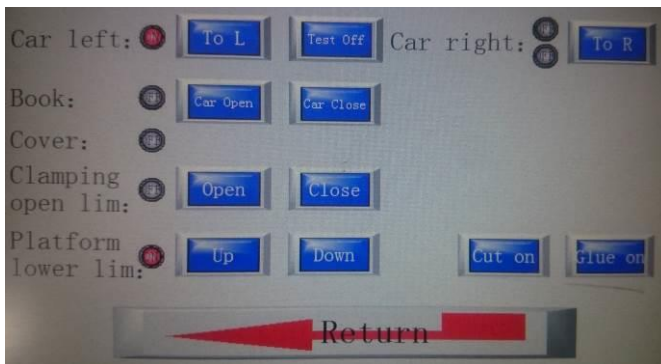 Car left: To L Test Off Car right: To R
Book: Car Open Car Close
Cover:
Clamping
open lim: Open Close
Platform
lower lim: Up Down Cut on Glue on
Return